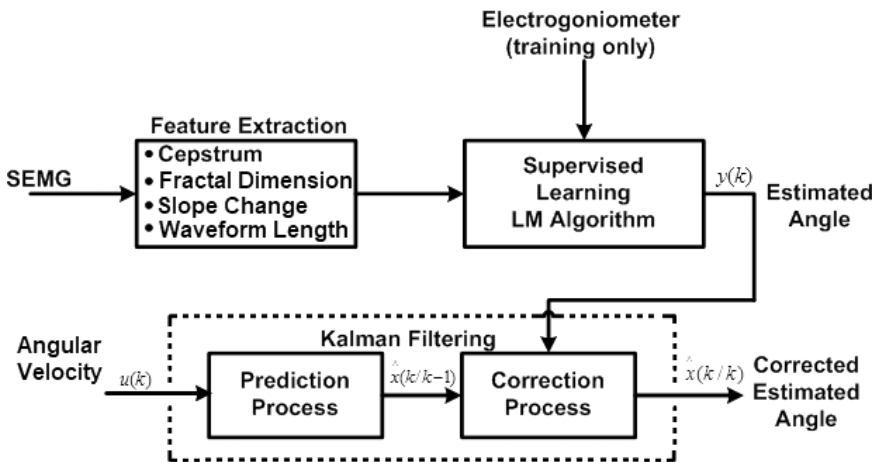 Electrogoniometer
(training only)
Feature Extraction
• Cepstrum
• Fractal Dimension
• Slope Change
• Waveform Length
SEMG
Supervised
Learning
LM Algorithm
y(k)
Estimated
Angle
Kalman Filtering
Angular
Velocity
u(k)
Prediction
Process
x̂(k/k−1)
Correction
Process
x̂(k/k)
Corrected
Estimated
Angle